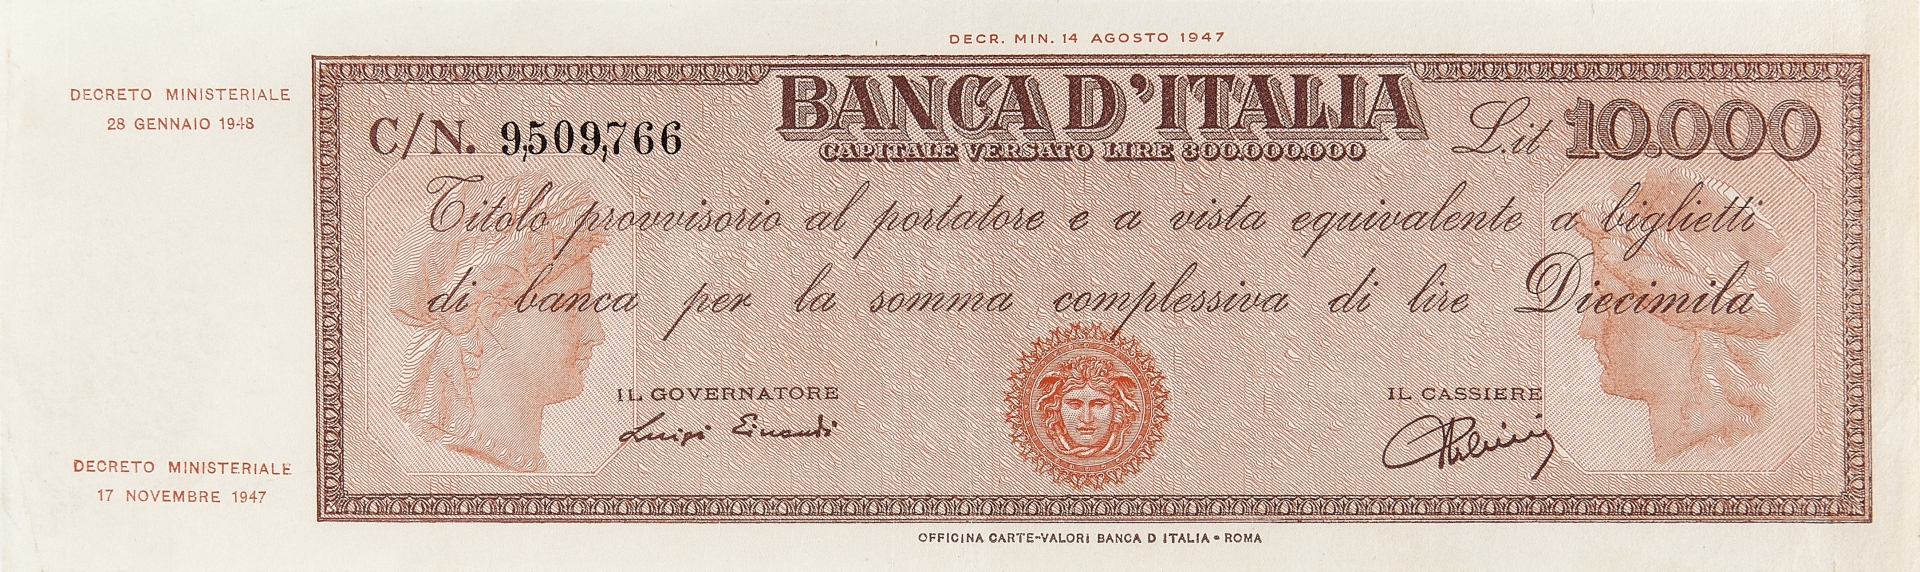 DECR. MIN. 14 AGOSTO 1947
DECRETO MINISTERIALE
28 GENNAIO 1948
BANCA D'ITALIA
C/N. 9,509,766
CAPITALE VERSATO LIRE 300.000.000
L.it 10.000
Titolo provvisorio al portatore e a vista equivalente a biglietti
di banca per la somma complessiva di lire Diecimila
IL GOVERNATORE
Luigi Einaudi
IL CASSIERE
DECRETO MINISTERIALE
17 NOVEMBRE 1947
OFFICINA CARTE-VALORI BANCA D ITALIA - ROMA